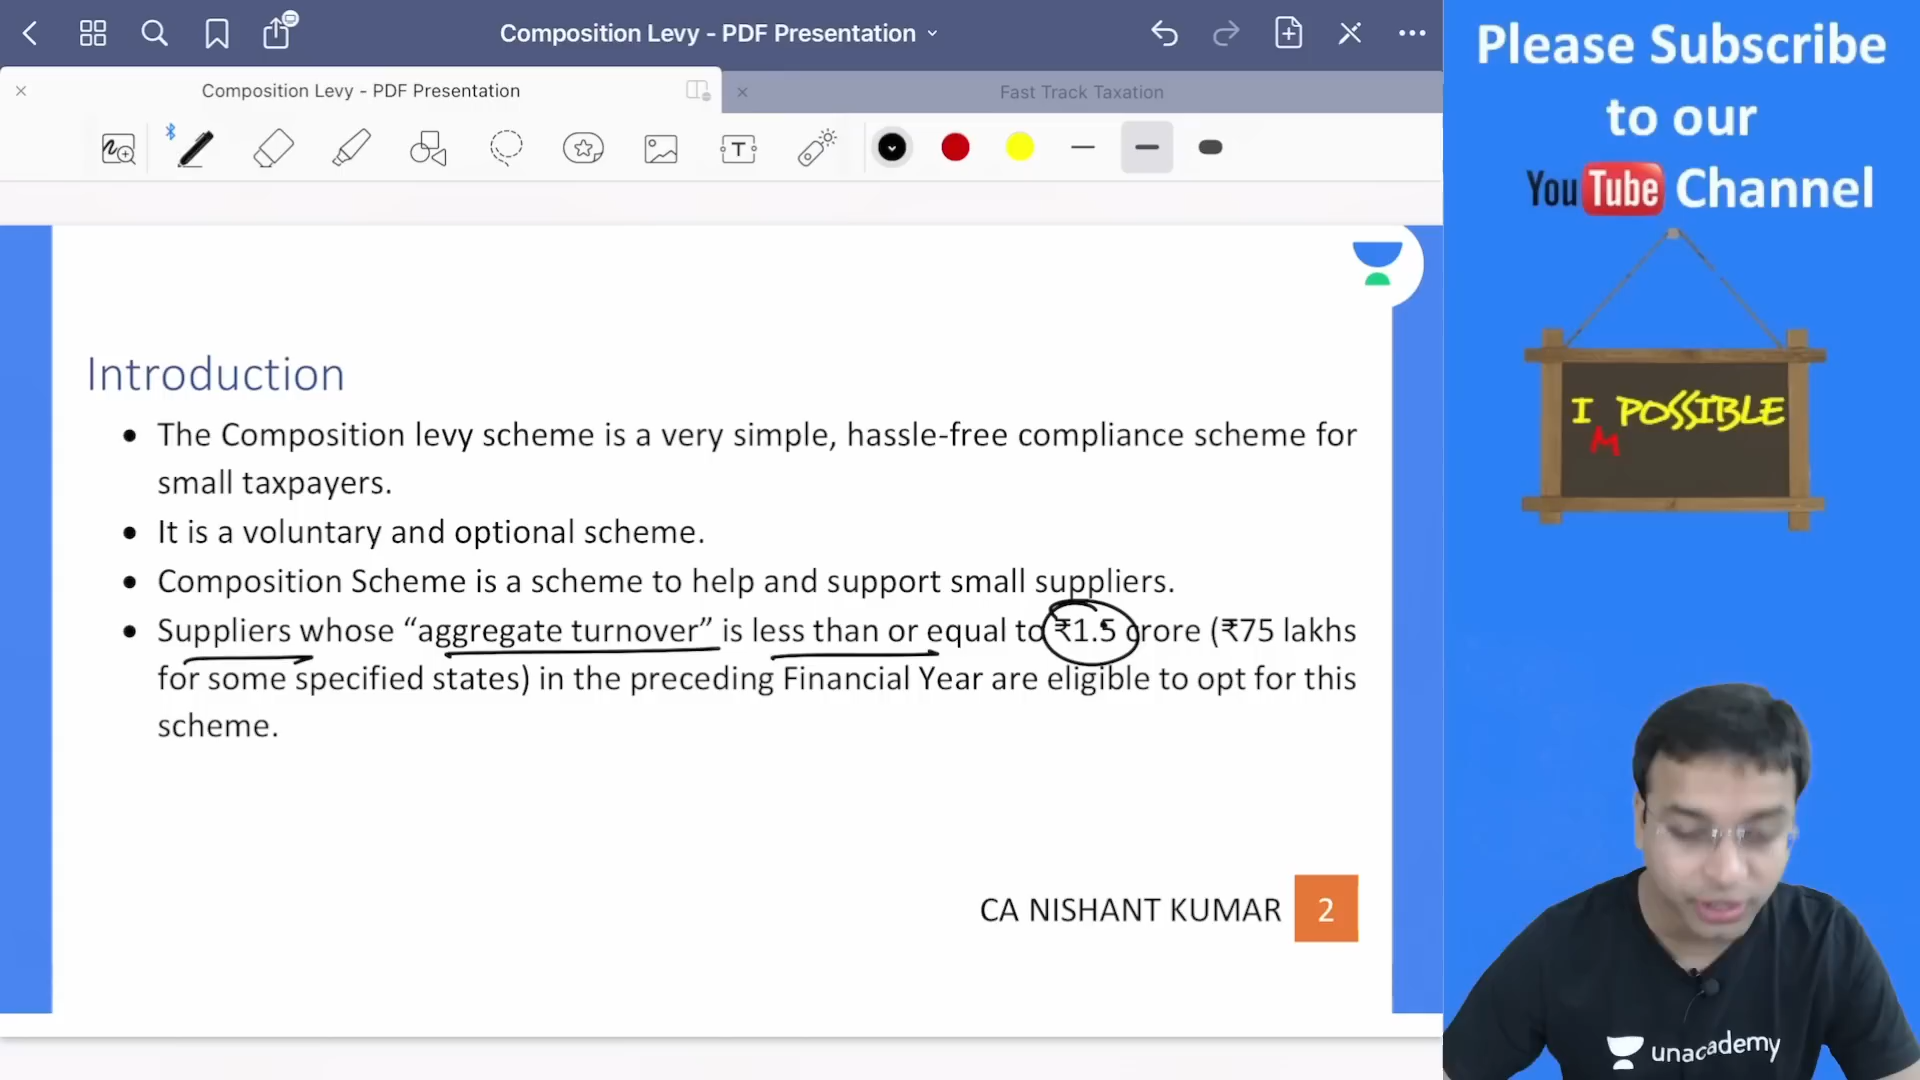 Composition Levy - PDF Presentation
Composition Levy - PDF Presentation
Fast Track Taxation
T
Introduction
• The Composition levy scheme is a very simple, hassle-free compliance scheme for
small taxpayers.
• It is a voluntary and optional scheme.
• Composition Scheme is a scheme to help and support small suppliers.
• Suppliers whose “aggregate turnover” is less than or equal to ₹1.5 crore (₹75 lakhs
for some specified states) in the preceding Financial Year are eligible to opt for this
scheme.
CA NISHANT KUMAR 2
Please Subscribe
to our
YouTube Channel
I POSSIBLE
M
unacademy